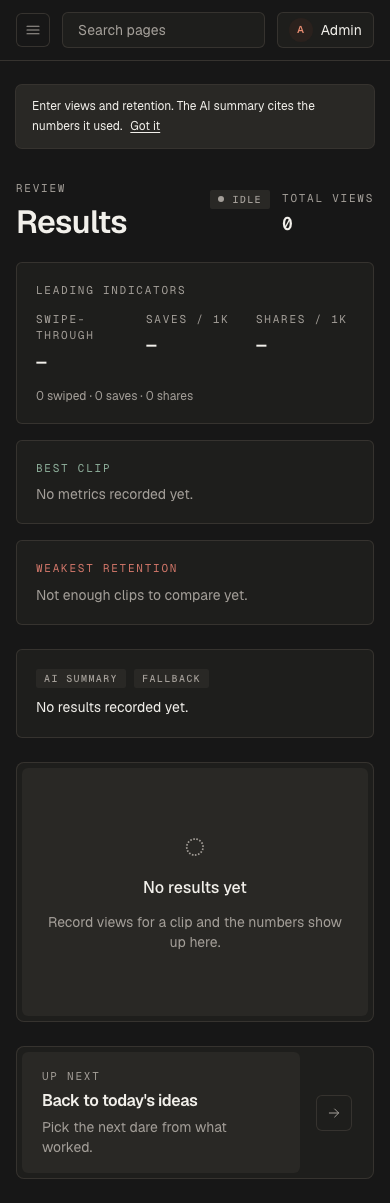 Search pages
A Admin
Enter views and retention. The AI summary cites the
numbers it used. Got it
REVIEW
Results
IDLE
TOTAL VIEWS
0
LEADING INDICATORS
SWIPE-
THROUGH
–
SAVES / 1K
–
SHARES / 1K
–
0 swiped · 0 saves · 0 shares
BEST CLIP
No metrics recorded yet.
WEAKEST RETENTION
Not enough clips to compare yet.
AI SUMMARY FALLBACK
No results recorded yet.
No results yet
Record views for a clip and the numbers show
up here.
UP NEXT
Back to today's ideas
Pick the next dare from what
worked.